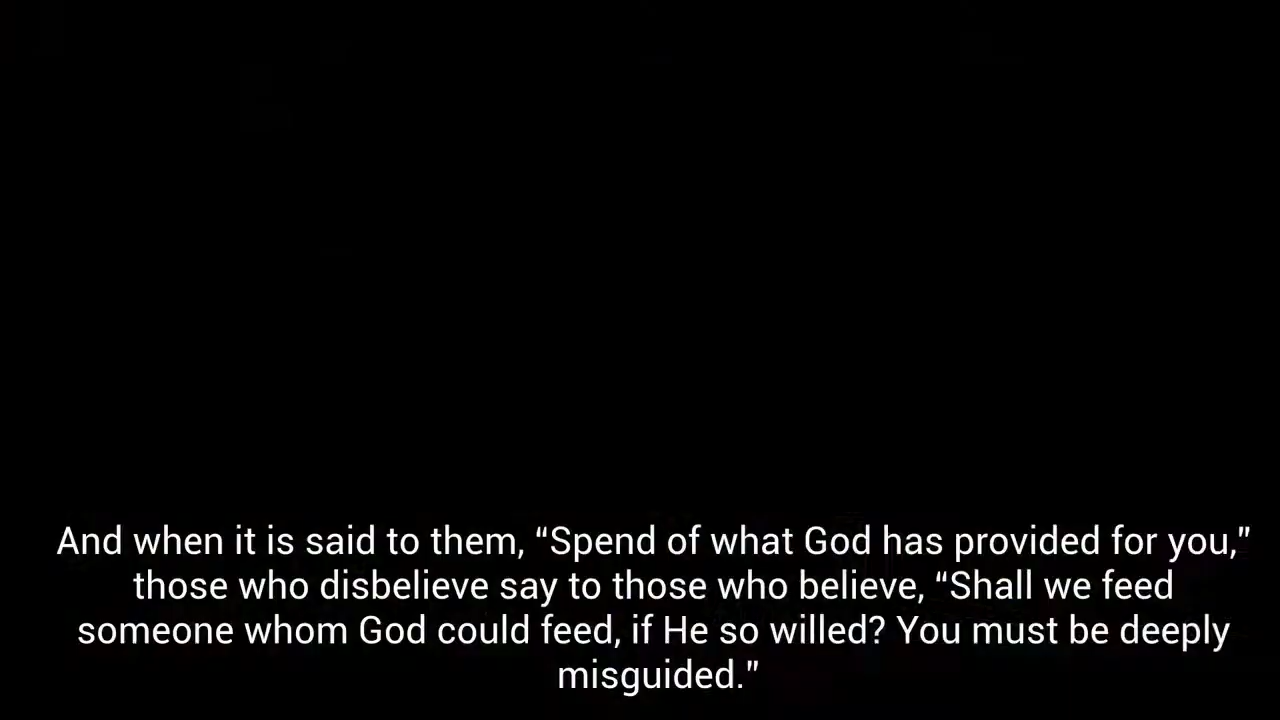 And when it is said to them, “Spend of what God has provided for you,”
those who disbelieve say to those who believe, “Shall we feed
someone whom God could feed, if He so willed? You must be deeply
misguided.”